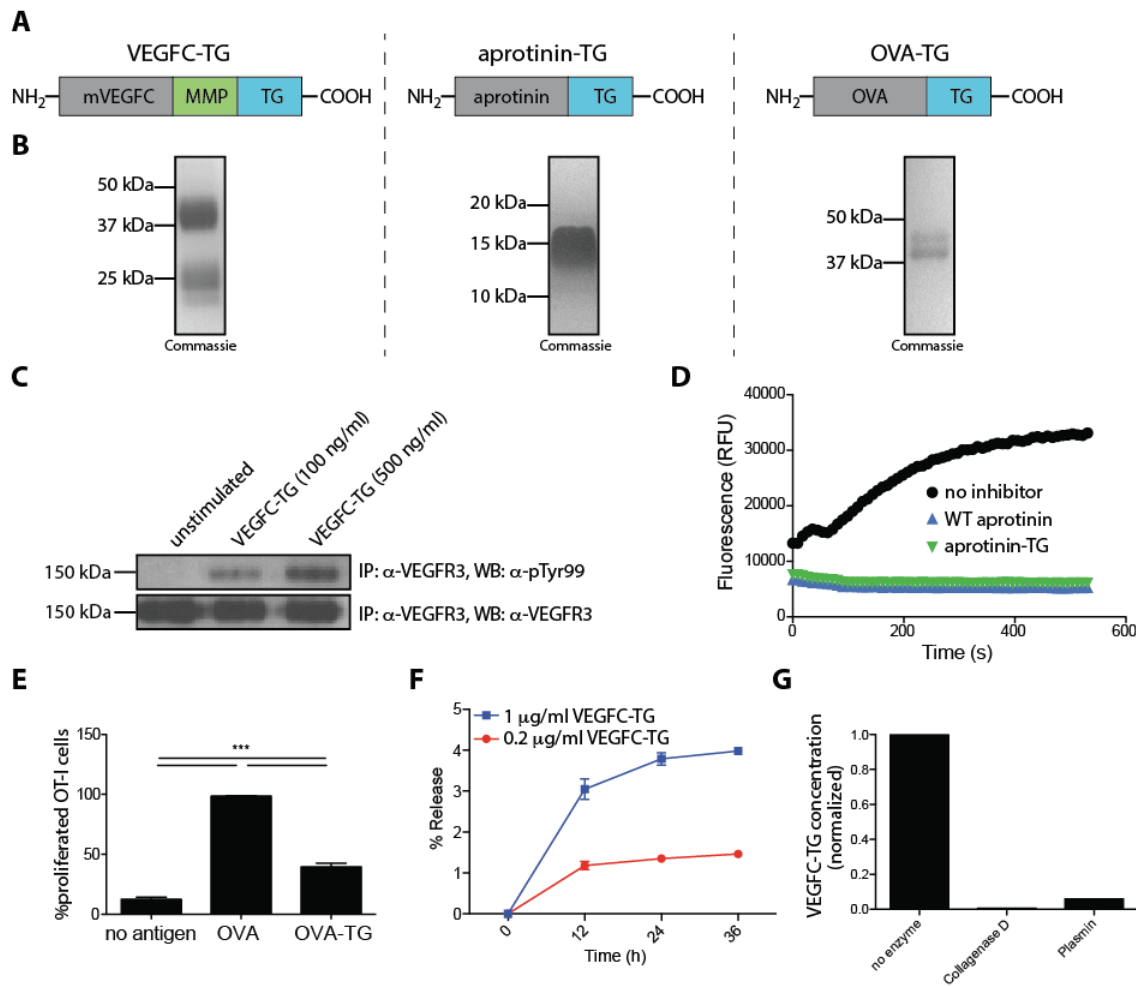 A
VEGFC-TG
aprotinin-TG
OVA-TG
NH2 mVEGFC MMP TG COOH
NH2 aprotinin TG COOH
NH2 OVA TG COOH
B
50 kDa
37 kDa
25 kDa
Commassie
20 kDa
15 kDa
10 kDa
Commassie
50 kDa
37 kDa
Commassie
C
unstimulated
VEGFC-TG (100 ng/ml)
VEGFC-TG (500 ng/ml)
150 kDa IP: α-VEGFR3, WB: α-pTyr99
150 kDa IP: α-VEGFR3, WB: α-VEGFR3
D
Fluorescence (RFU)
40000
30000
20000
10000
0
0 200 400 600
Time (s)
no inhibitor
WT aprotinin
aprotinin-TG
E
%proliferated OT-I cells
150
100
50
0
***
no antigen OVA OVA-TG
F
% Release
5
4
3
2
1
0
1 μg/ml VEGFC-TG
0.2 μg/ml VEGFC-TG
0 12 24 36
Time (h)
G
VEGFC-TG concentration
(normalized)
1.0
0.8
0.6
0.4
0.2
0.0
no enzyme
Collagenase D
Plasmin